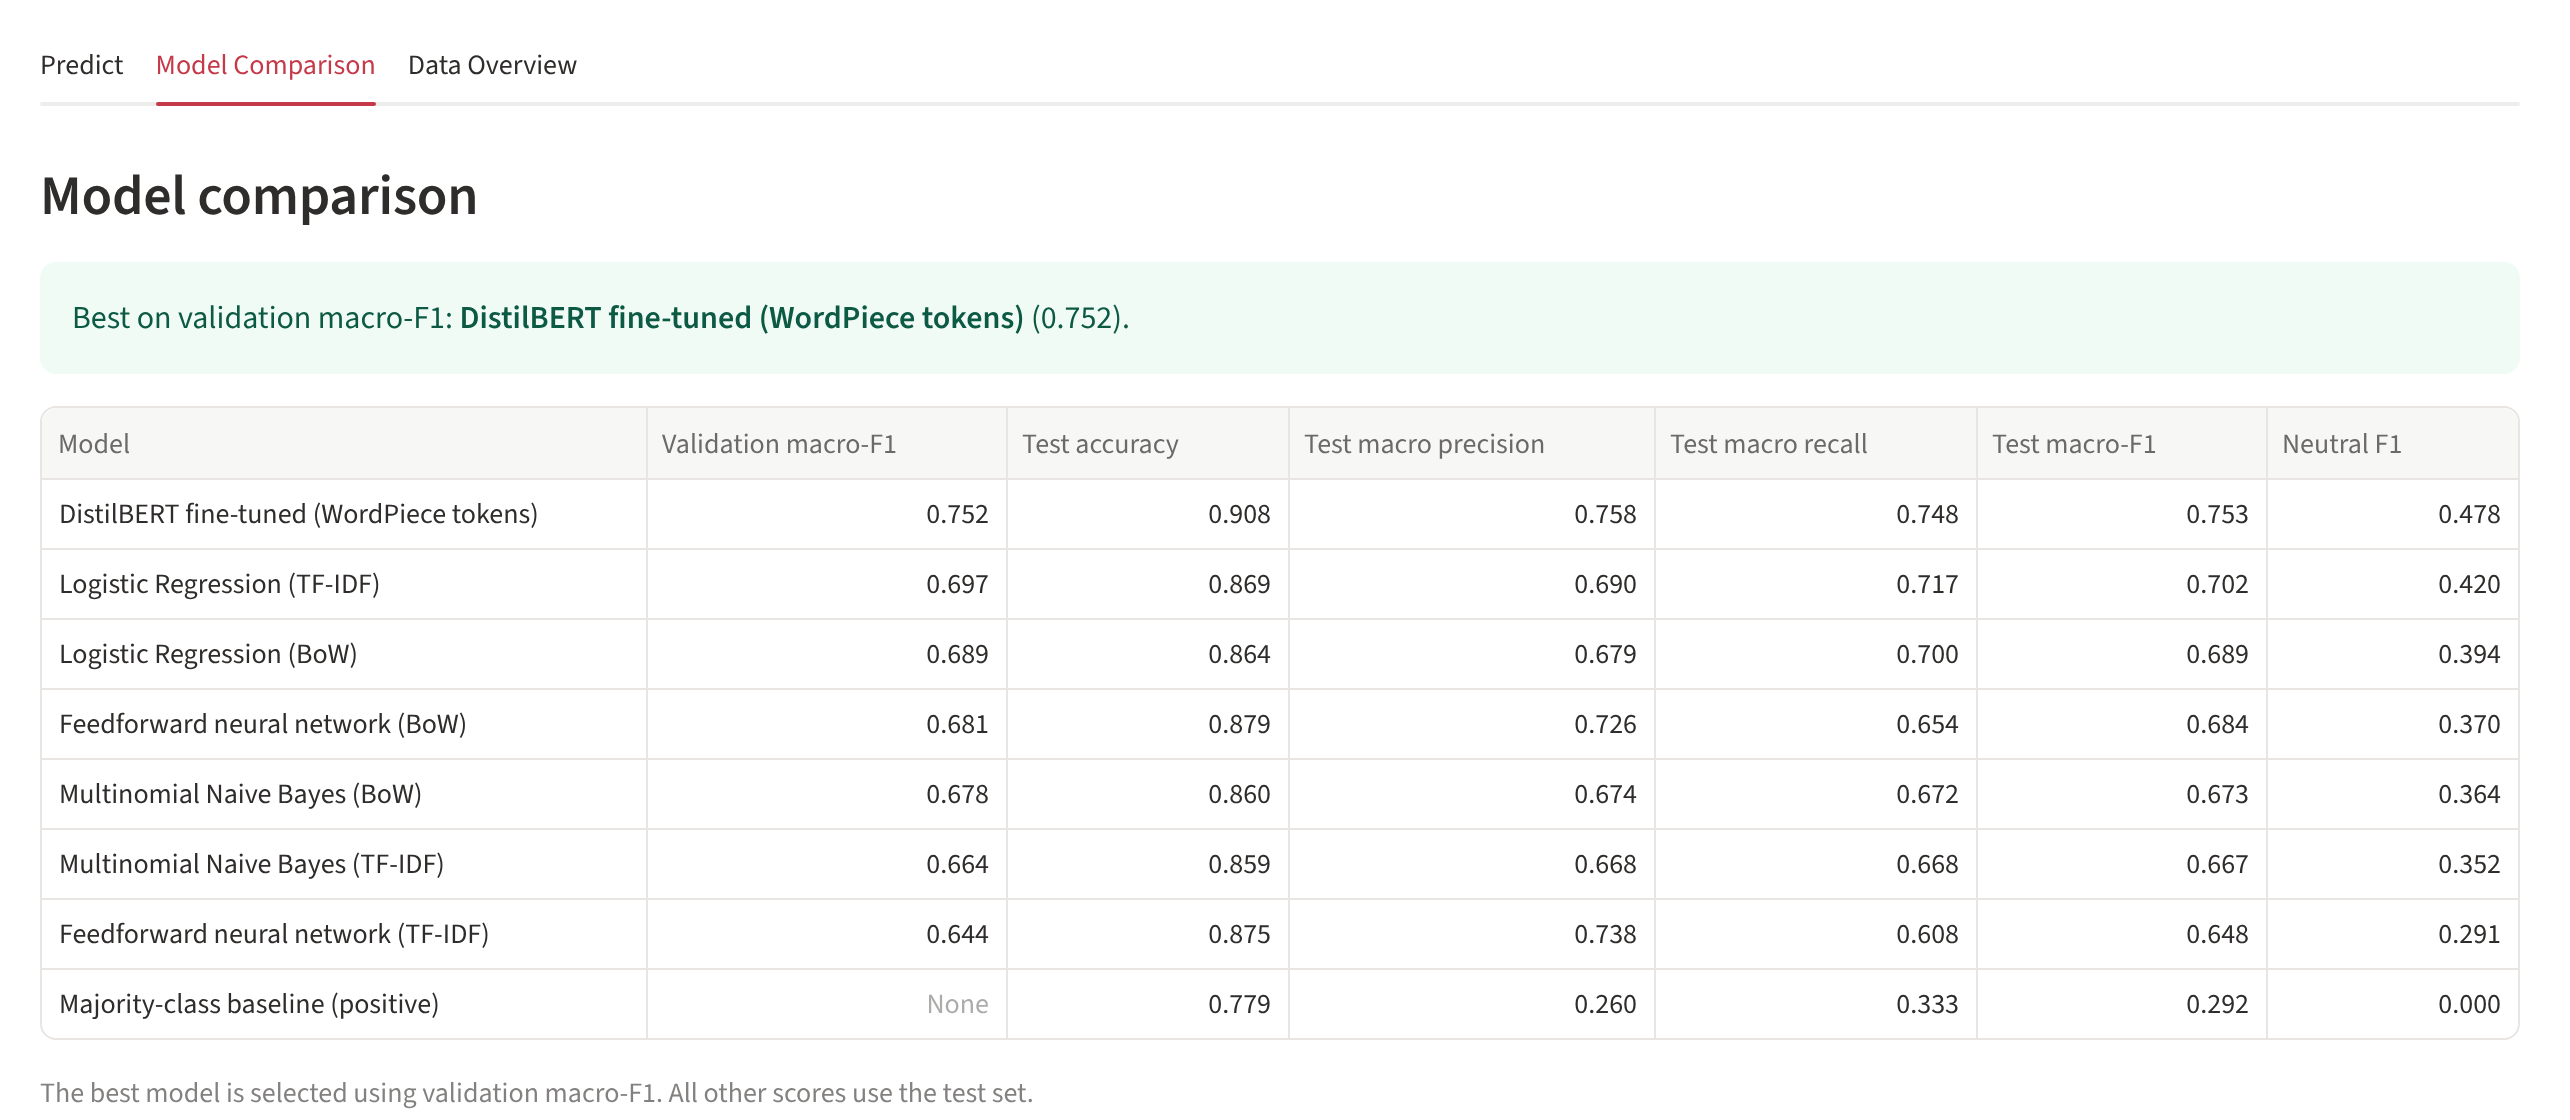 Predict Model Comparison Data Overview
Model comparison
Best on validation macro-F1: DistilBERT fine-tuned (WordPiece tokens) (0.752).
Model Validation macro-F1 Test accuracy Test macro precision Test macro recall Test macro-F1 Neutral F1
DistilBERT fine-tuned (WordPiece tokens) 0.752 0.908 0.758 0.748 0.753 0.478
Logistic Regression (TF-IDF) 0.697 0.869 0.690 0.717 0.702 0.420
Logistic Regression (BoW) 0.689 0.864 0.679 0.700 0.689 0.394
Feedforward neural network (BoW) 0.681 0.879 0.726 0.654 0.684 0.370
Multinomial Naive Bayes (BoW) 0.678 0.860 0.674 0.672 0.673 0.364
Multinomial Naive Bayes (TF-IDF) 0.664 0.859 0.668 0.668 0.667 0.352
Feedforward neural network (TF-IDF) 0.644 0.875 0.738 0.608 0.648 0.291
Majority-class baseline (positive) None 0.779 0.260 0.333 0.292 0.000
The best model is selected using validation macro-F1. All other scores use the test set.